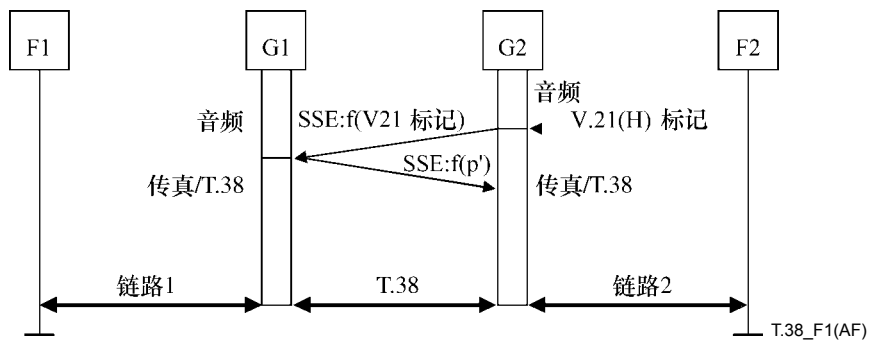 F1 G1 G2 F2
音频
音频 SSE:f(V21 标记) V.21(H) 标记
SSE:f(p')
传真/T.38 传真/T.38
链路1 T.38 链路2
T.38_F1(AF)